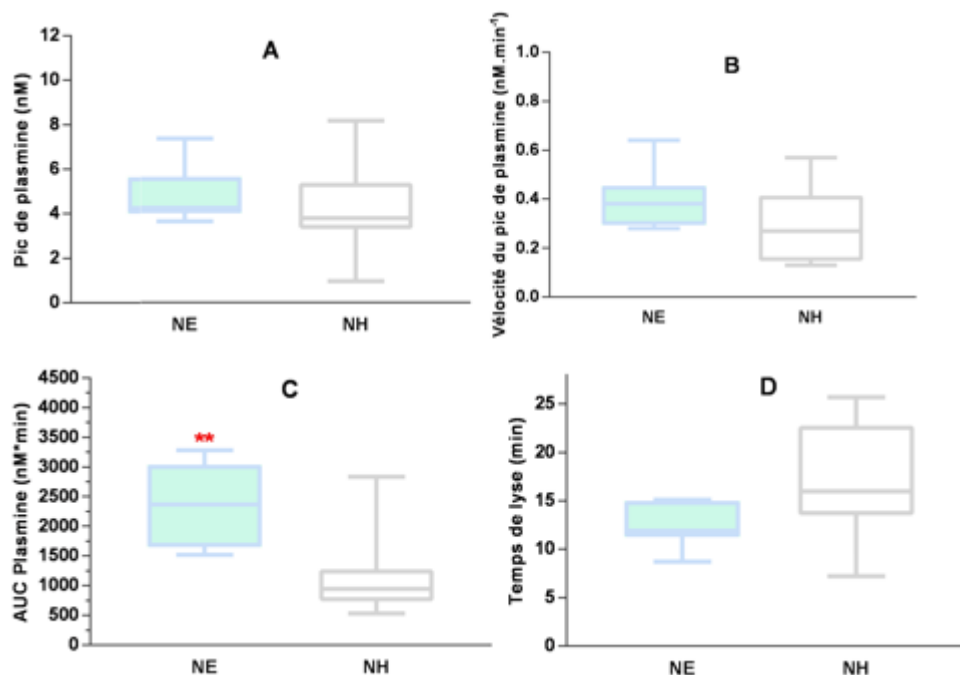 A
Pic de plasmine (nM)
12
10
8
6
4
2
0
NE NH
B
Vélocité du pic de plasmine (nM.min⁻¹)
1.0
0.8
0.6
0.4
0.2
0.0
NE NH
C
AUC Plasmine (nM*min)
4500
4000
3500
3000
2500
2000
1500
1000
500
0
**
NE NH
D
Temps de lyse (min)
25
20
15
10
5
0
NE NH